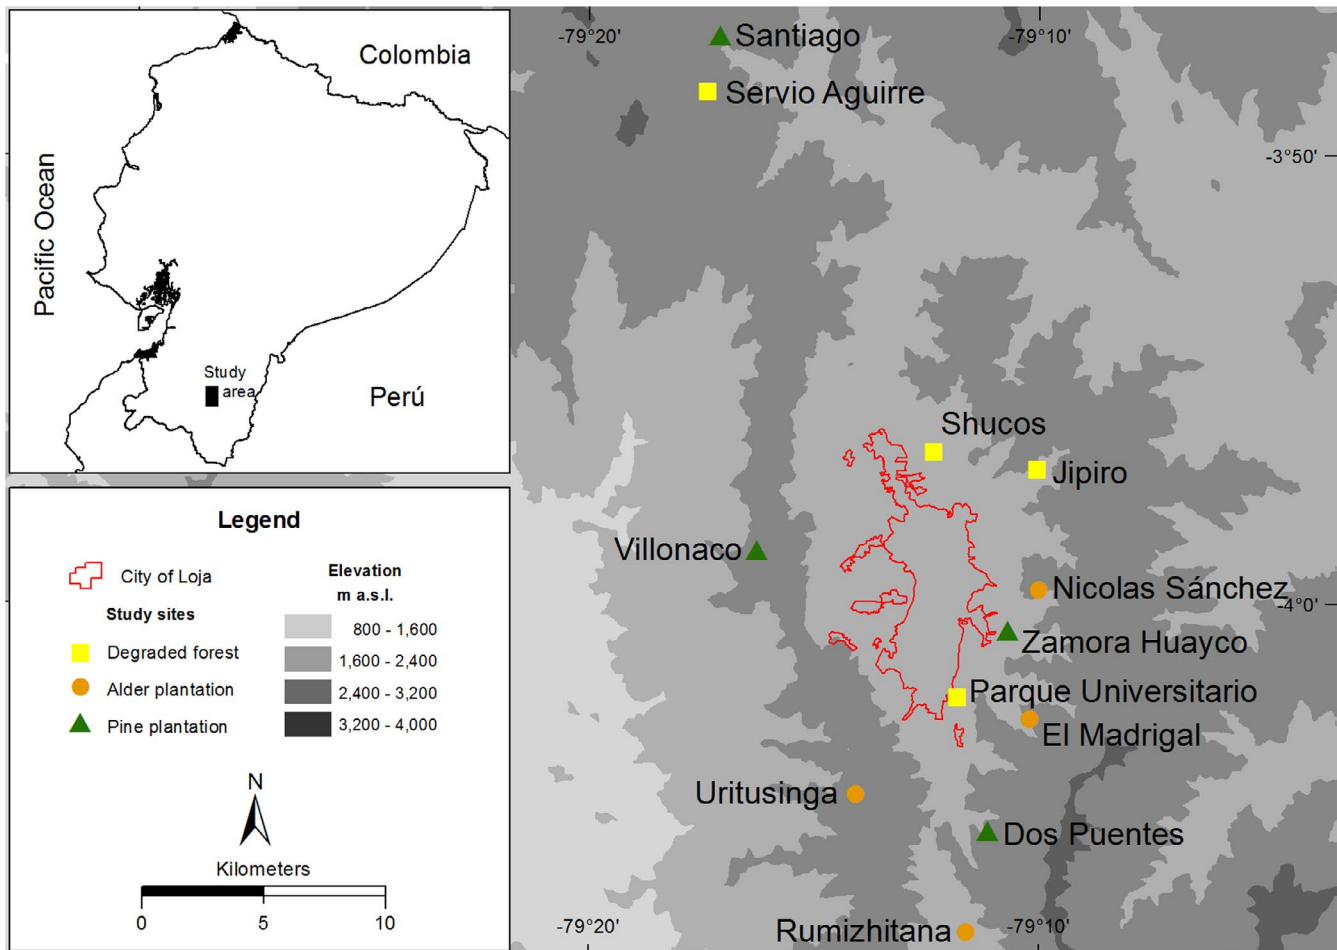 Colombia
Pacific Ocean
Study
area
Perú
Legend
City of Loja
Study sites
Degraded forest
Alder plantation
Pine plantation
Elevation
m a.s.l.
800 - 1,600
1,600 - 2,400
2,400 - 3,200
3,200 - 4,000
N
Kilometers
0 5 10
-79°20' -79°10'
Santiago
Servio Aguirre
-3°50'
Shucos
Jipiro
Villonaco
Nicolas Sánchez
-4°0'
Zamora Huayco
Parque Universitario
El Madrigal
Uritusinga
Dos Puentes
Rumizhitana
-79°20' -79°10'